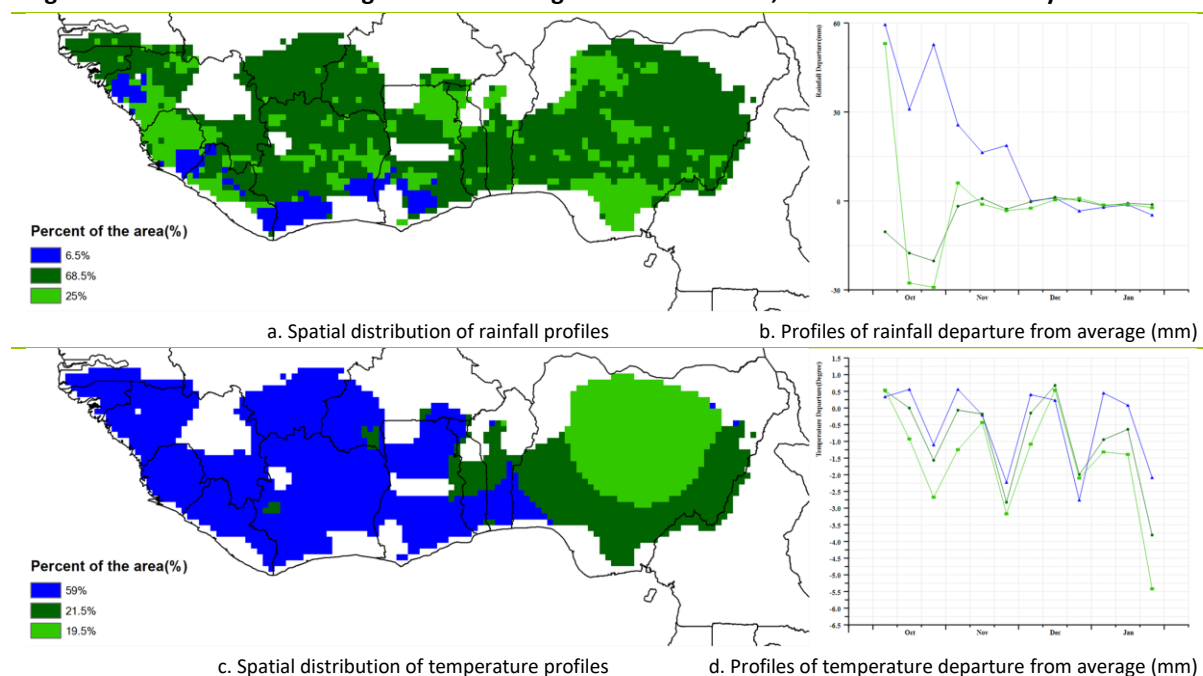 Percent of the area(%)
6.5%
68.5%
25%
Rainfall Departure(mm)
60
30
0
-30
Oct
Nov
Dec
Jan
a. Spatial distribution of rainfall profiles
b. Profiles of rainfall departure from average (mm)
Percent of the area(%)
59%
21.5%
19.5%
Temperature Departure(Degree)
1.5
1.0
0.5
0.0
-0.5
-1.0
-1.5
-2.0
-2.5
-3.0
-3.5
-4.0
-4.5
-5.0
-5.5
-6.0
-6.5
Oct
Nov
Dec
Jan
c. Spatial distribution of temperature profiles
d. Profiles of temperature departure from average (mm)